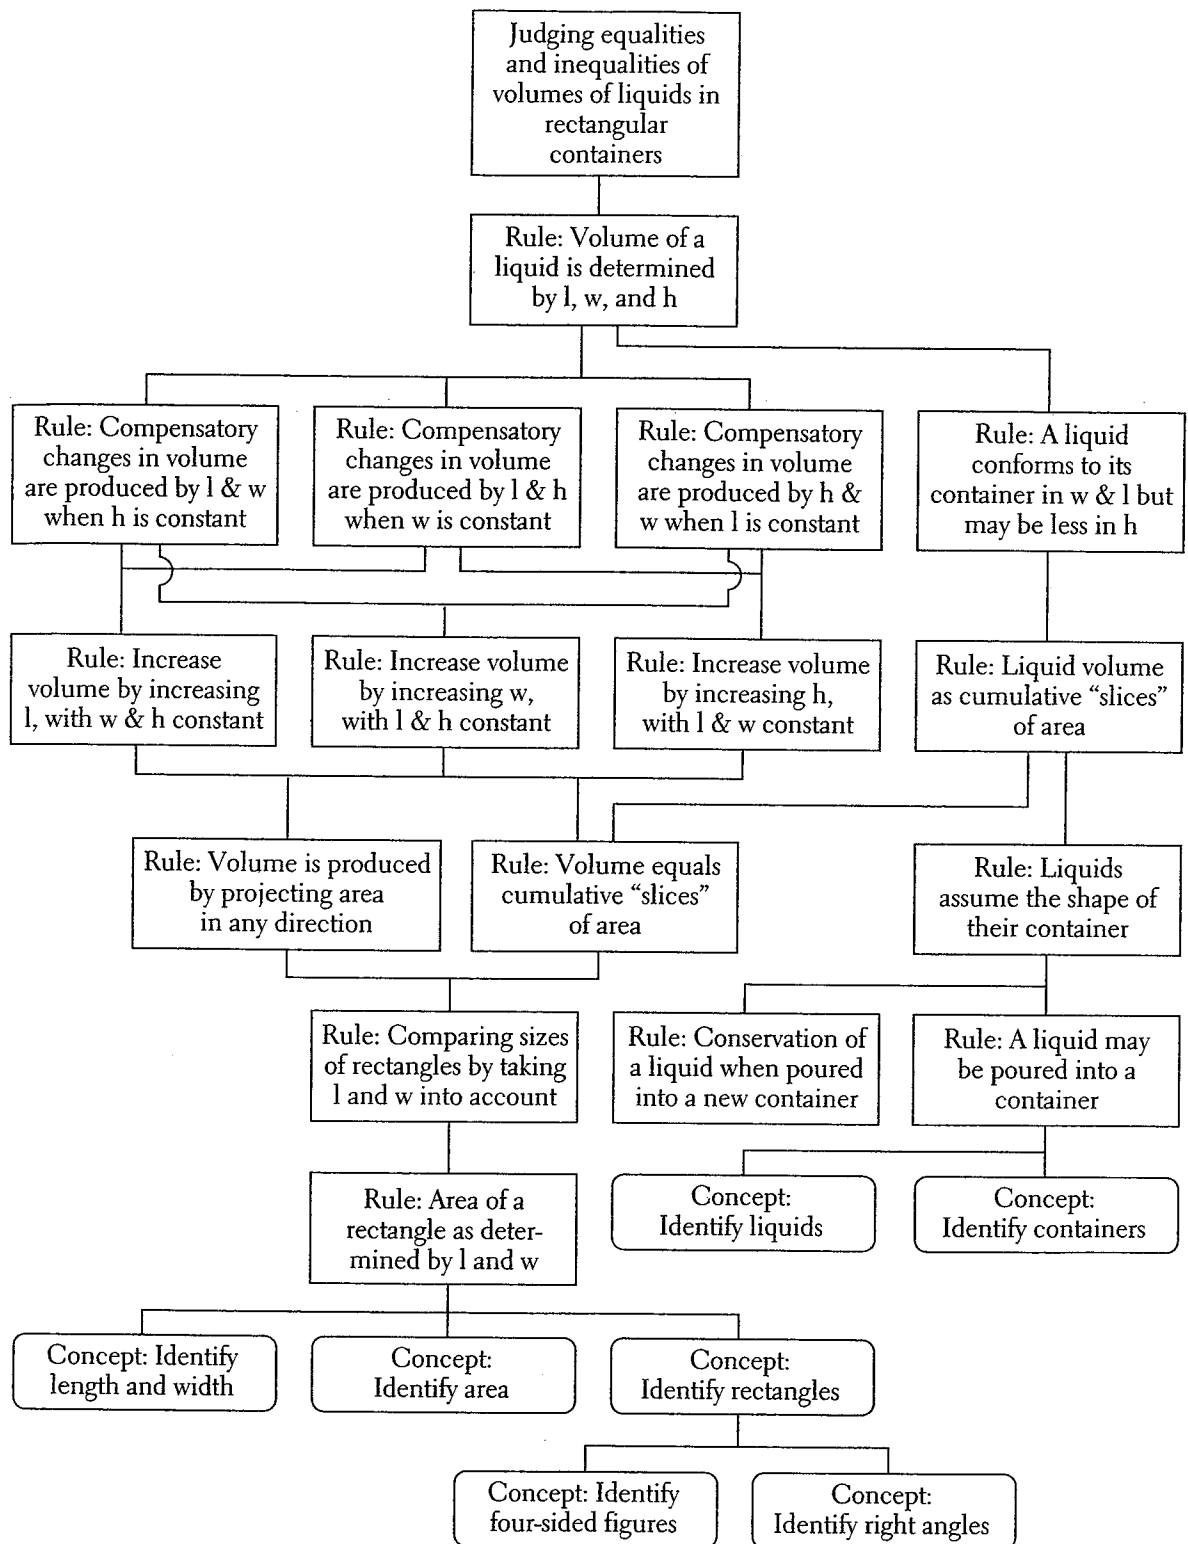 Judging equalities
and inequalities of
volumes of liquids in
rectangular
containers
Rule: Volume of a
liquid is determined
by l, w, and h
Rule: Compensatory
changes in volume
are produced by l & w
when h is constant
Rule: Compensatory
changes in volume
are produced by l & h
when w is constant
Rule: Compensatory
changes in volume
are produced by h &
w when l is constant
Rule: A liquid
conforms to its
container in w & l but
may be less in h
Rule: Increase
volume by increasing
l, with w & h constant
Rule: Increase volume
by increasing w,
with l & h constant
Rule: Increase volume
by increasing h,
with l & w constant
Rule: Liquid volume
as cumulative “slices”
of area
Rule: Volume is produced
by projecting area
in any direction
Rule: Volume equals
cumulative “slices”
of area
Rule: Liquids
assume the shape of
their container
Rule: Comparing sizes
of rectangles by taking
l and w into account
Rule: Conservation of
a liquid when poured
into a new container
Rule: A liquid may
be poured into a
container
Rule: Area of a
rectangle as deter-
mined by l and w
Concept:
Identify liquids
Concept:
Identify containers
Concept: Identify
length and width
Concept:
Identify area
Concept:
Identify rectangles
Concept: Identify
four-sided figures
Concept:
Identify right angles